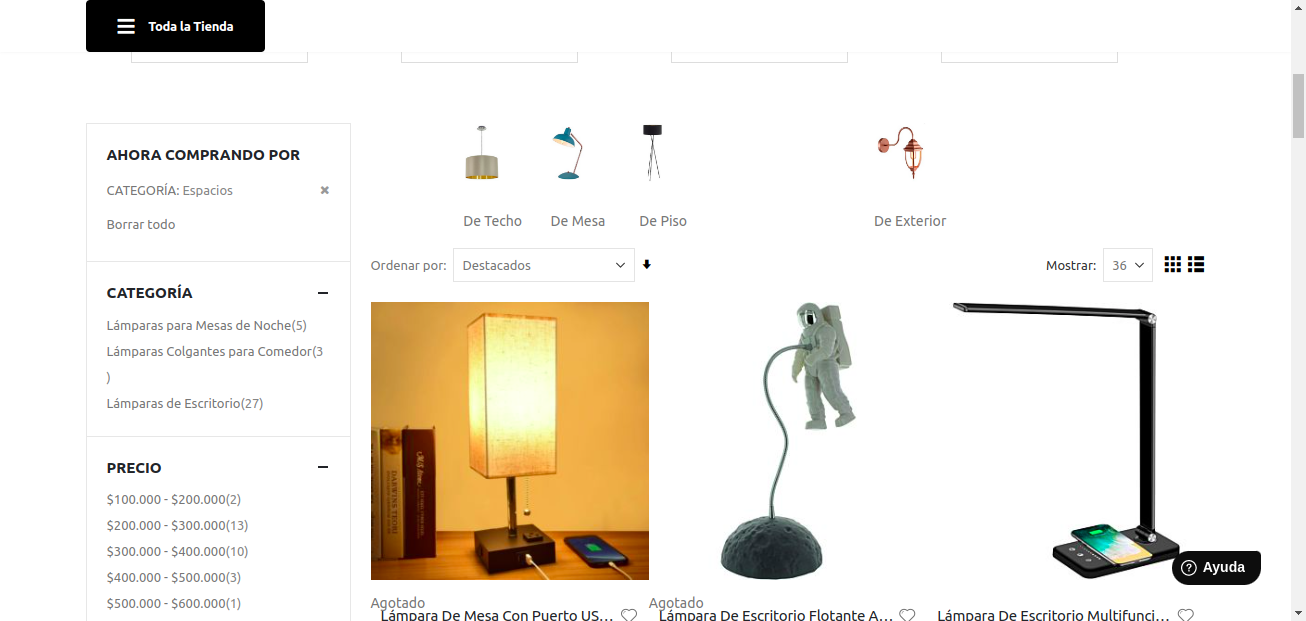 Toda la Tienda
AHORA COMPRANDO POR
CATEGORÍA: Espacios
Borrar todo
CATEGORÍA
Lámparas para Mesas de Noche(5)
Lámparas Colgantes para Comedor(3
)
Lámparas de Escritorio(27)
PRECIO
$100.000 - $200.000(2)
$200.000 - $300.000(13)
$300.000 - $400.000(10)
$400.000 - $500.000(3)
$500.000 - $600.000(1)
De Techo
De Mesa
De Piso
De Exterior
Ordenar por: Destacados
Mostrar: 36
Agotado
Lámpara De Mesa Con Puerto US...
Agotado
Lámpara De Escritorio Flotante A...
Lámpara De Escritorio Multifunci...
? Ayuda